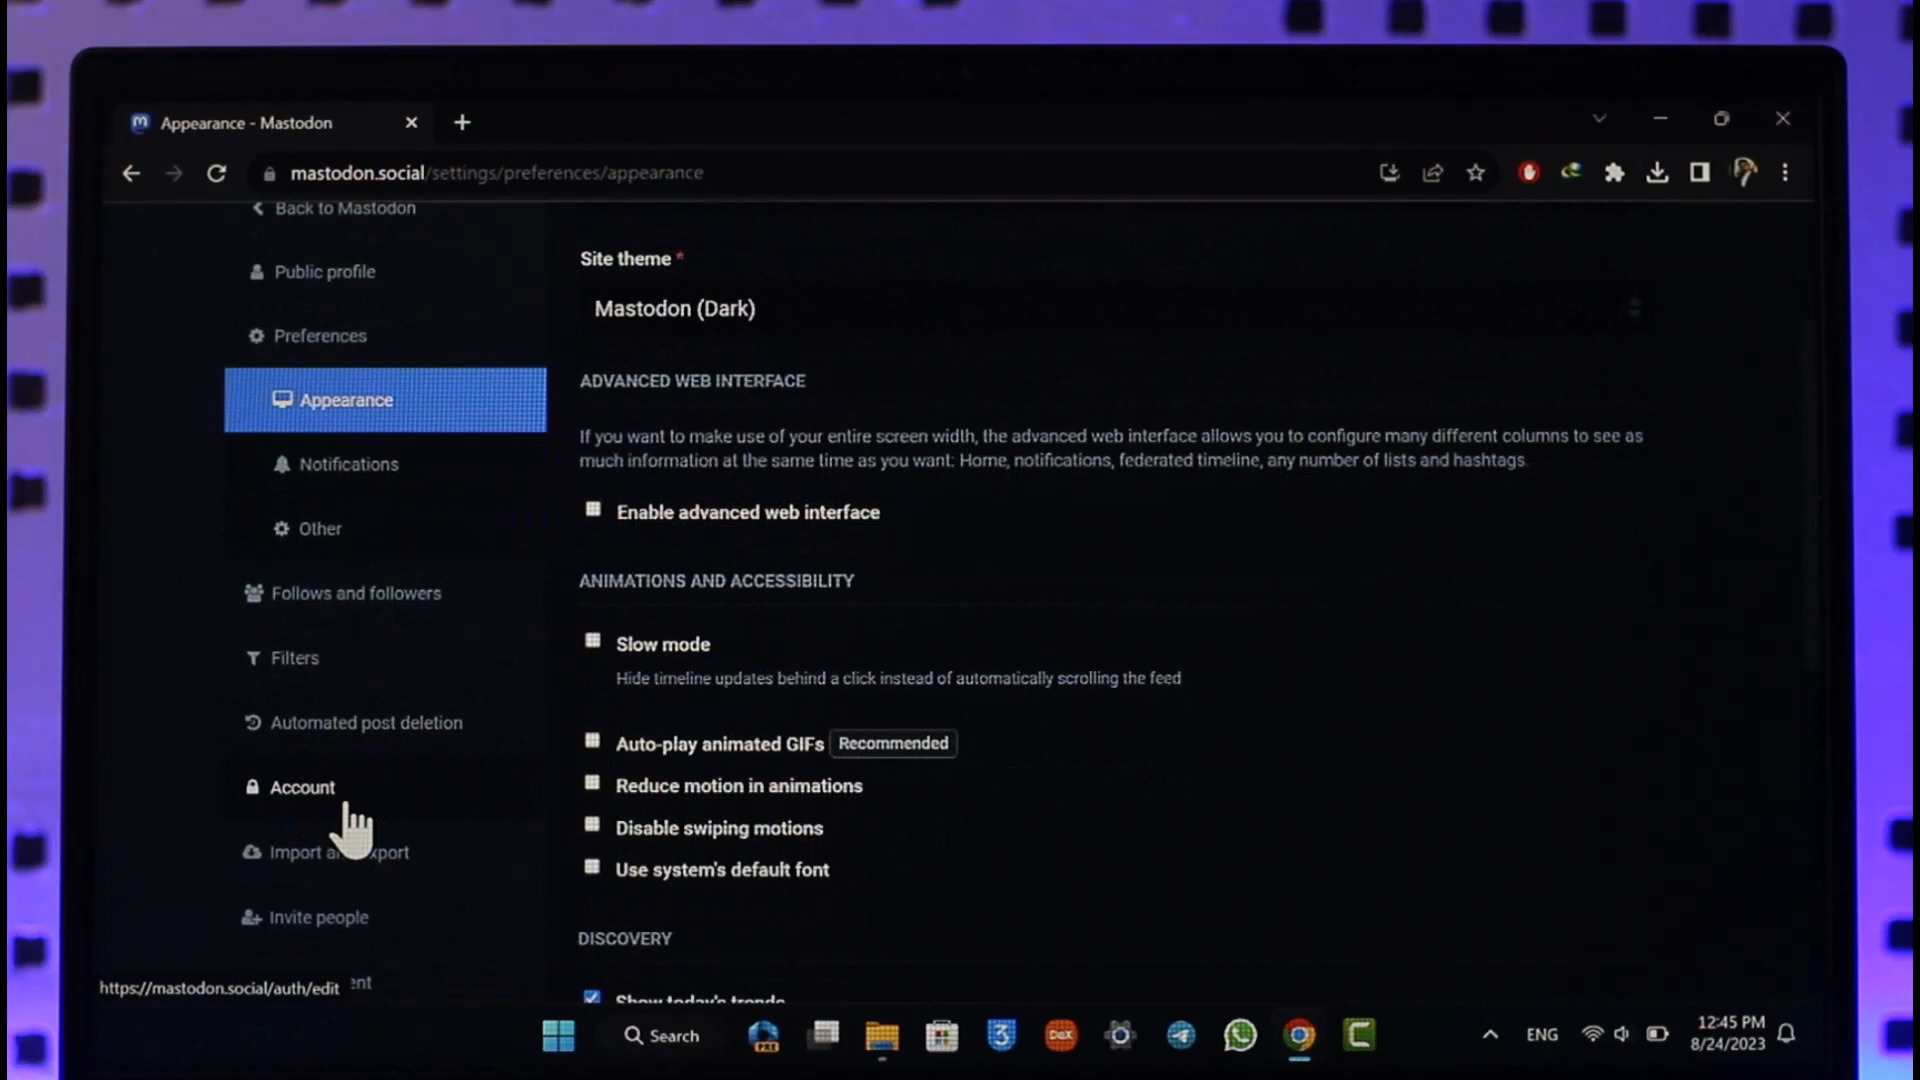 Appearance - Mastodon
mastodon.social/settings/preferences/appearance
Back to Mastodon
Public profile
Preferences
Appearance
Notifications
Other
Follows and followers
Filters
Automated post deletion
Account
Import
Invite people
https://mastodon.social/auth/edit
Site theme *
Mastodon (Dark)
ADVANCED WEB INTERFACE
If you want to make use of your entire screen width, the advanced web interface allows you to configure many different columns to see as
much information at the same time as you want: Home, notifications, federated timeline, any number of lists and hashtags.
Enable advanced web interface
ANIMATIONS AND ACCESSIBILITY
Slow mode
Hide timeline updates behind a click instead of automatically scrolling the feed
Auto-play animated GIFs Recommended
Reduce motion in animations
Disable swiping motions
Use system's default font
DISCOVERY
Show today's trends
Search
PRE
3
DeX
C
ENG
12:45 PM
8/24/2023